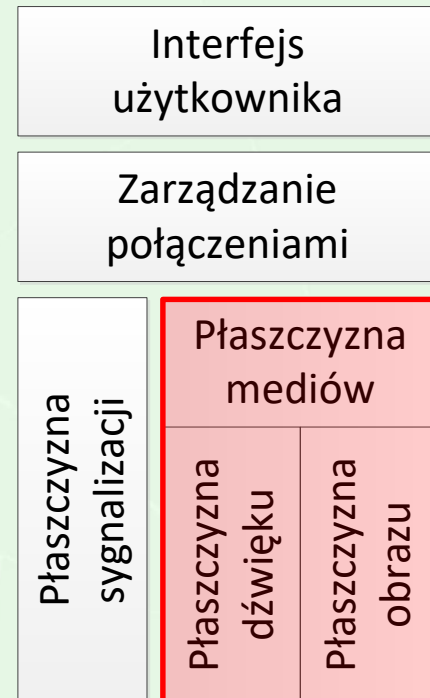 Interfejs
użytkownika
Zarządzanie
połączeniami
Płaszczyzna
sygnalizacji
Płaszczyzna
mediów
Płaszczyzna
dźwięku
Płaszczyzna
obrazu